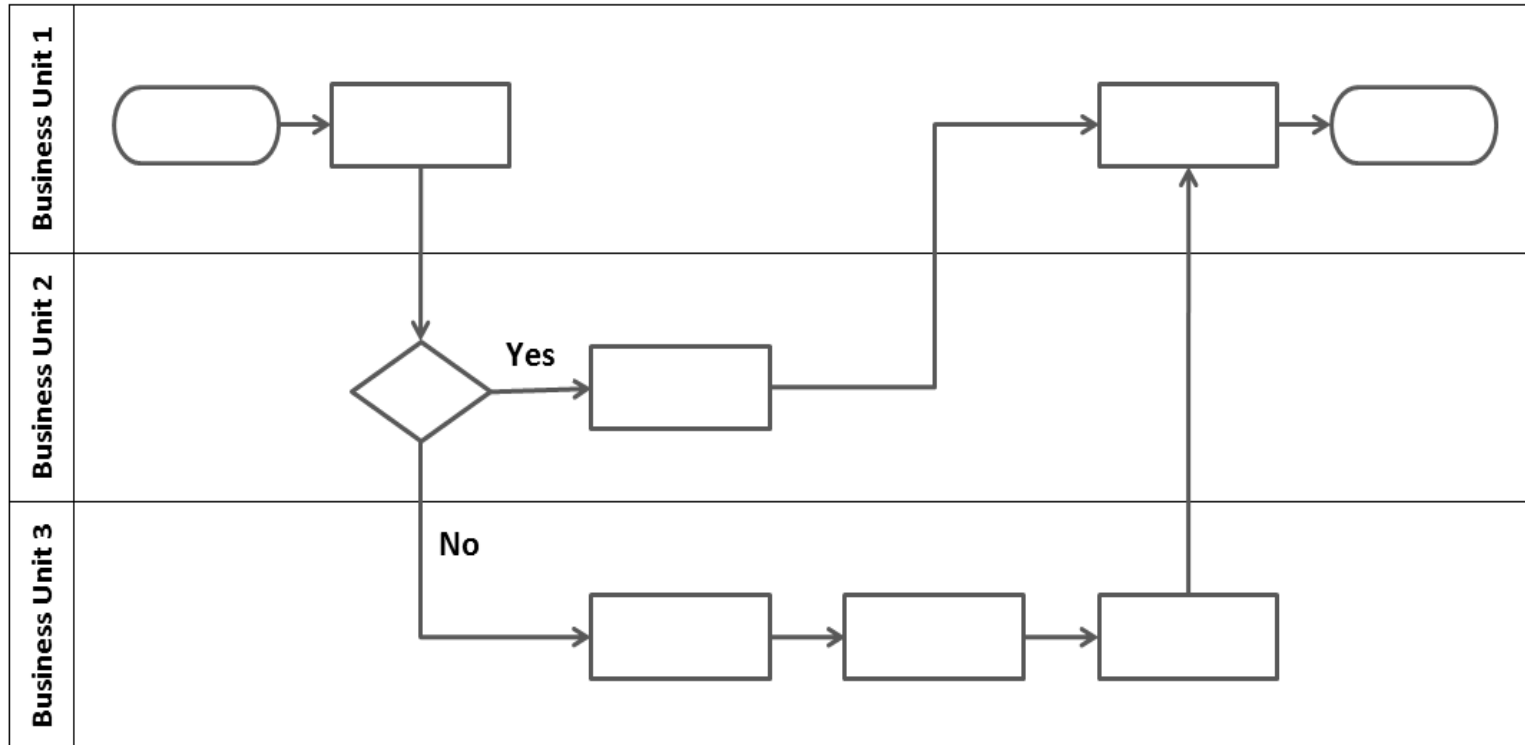 Business Unit 1
Business Unit 2
Yes
Business Unit 3
No